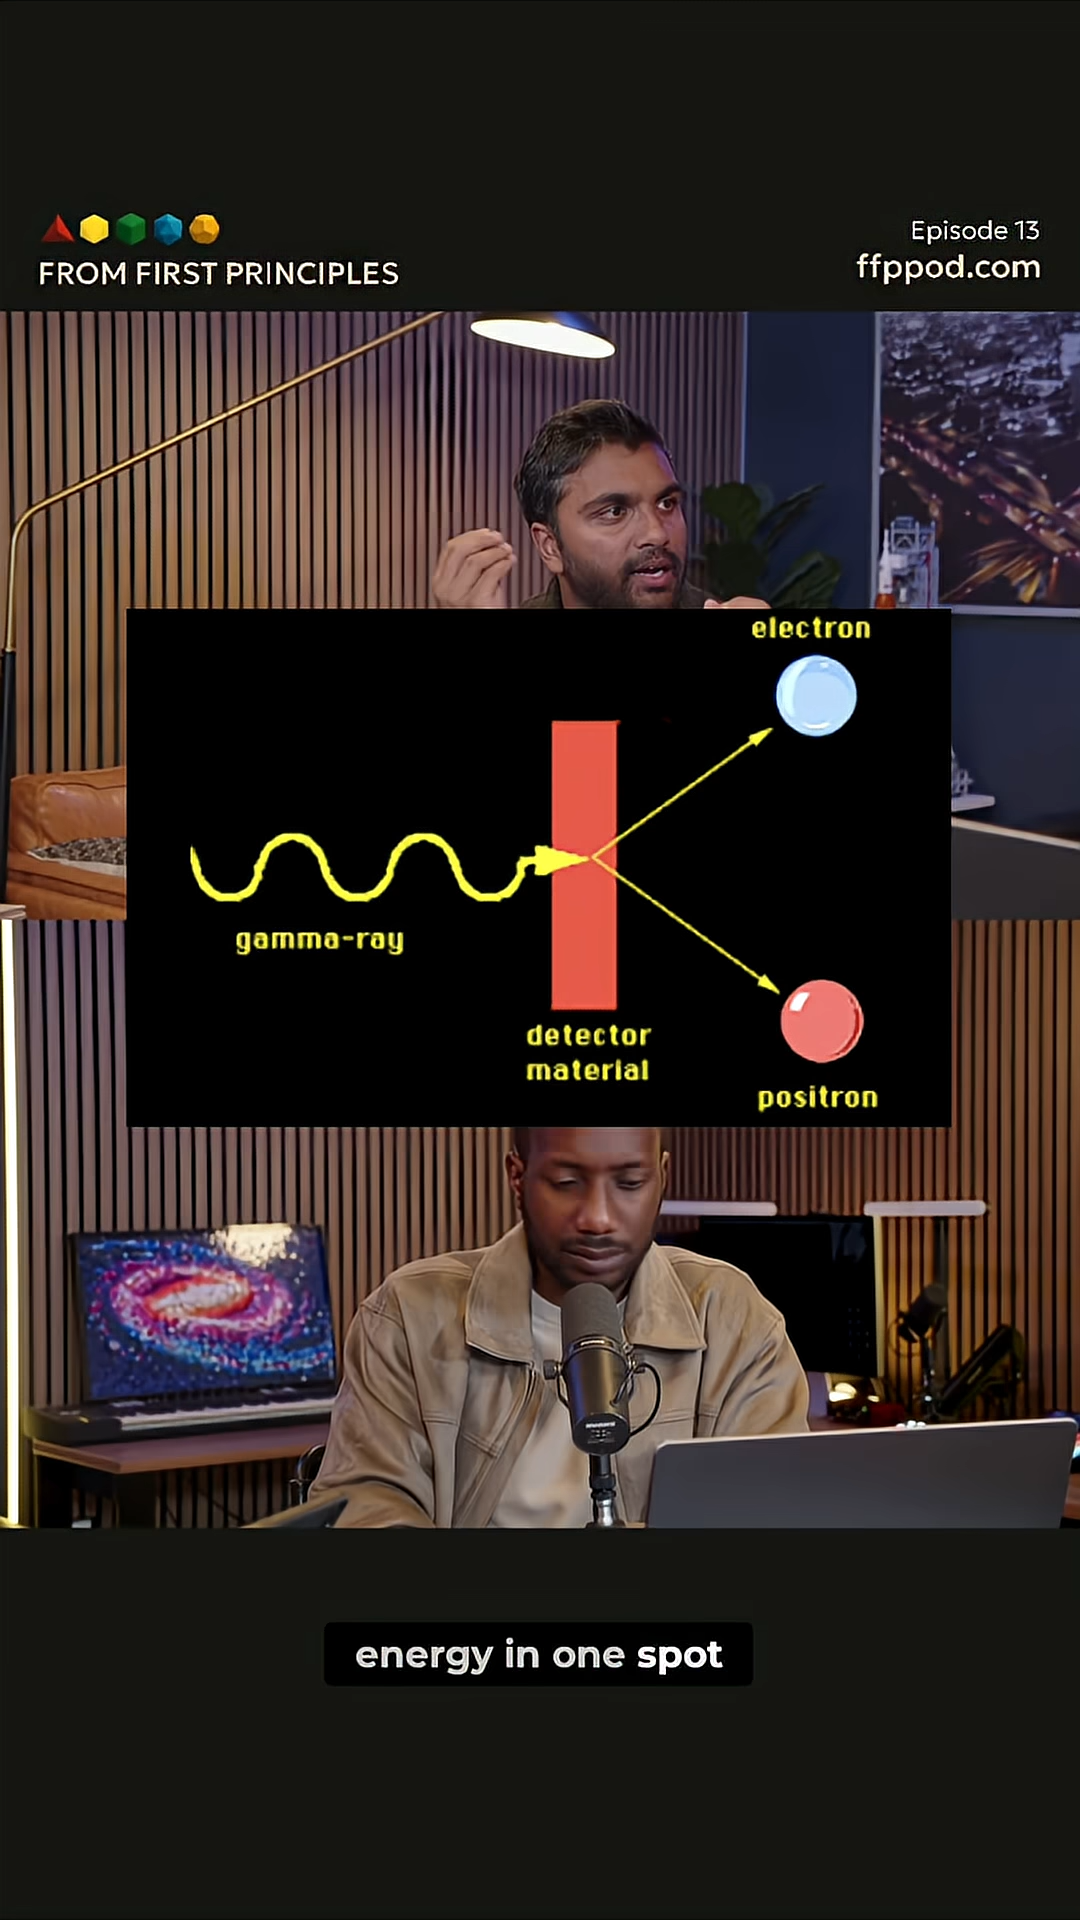 FROM FIRST PRINCIPLES
Episode 13
ffppod.com
electron
gamma-ray
detector
material
positron
energy in one spot